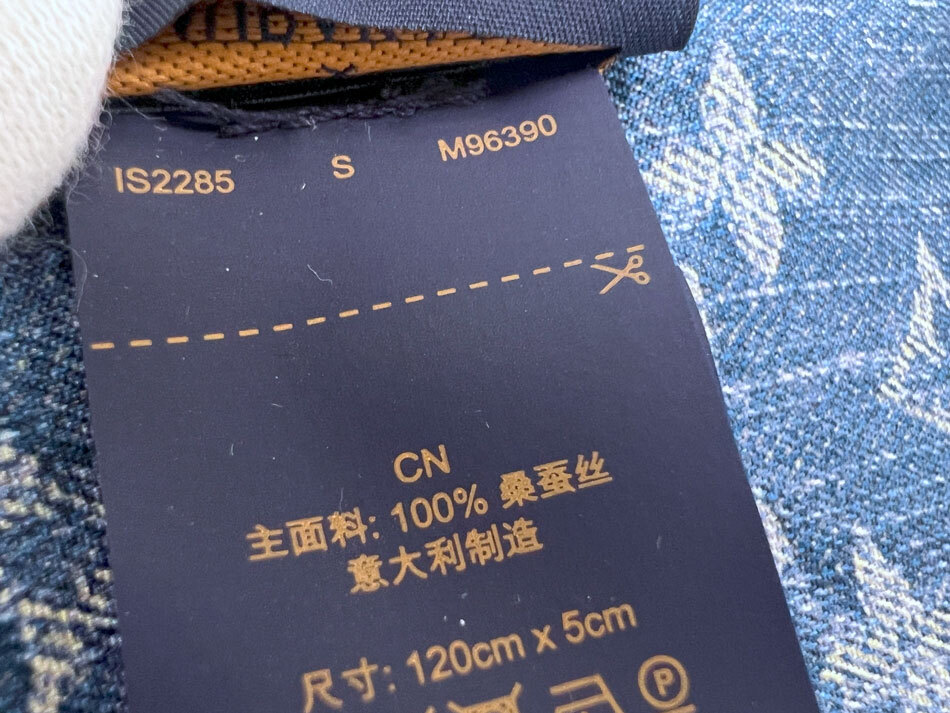 IS2285 S M96390
CN
主面料: 100% 桑蚕丝
意大利制造
尺寸: 120cm x 5cm
P